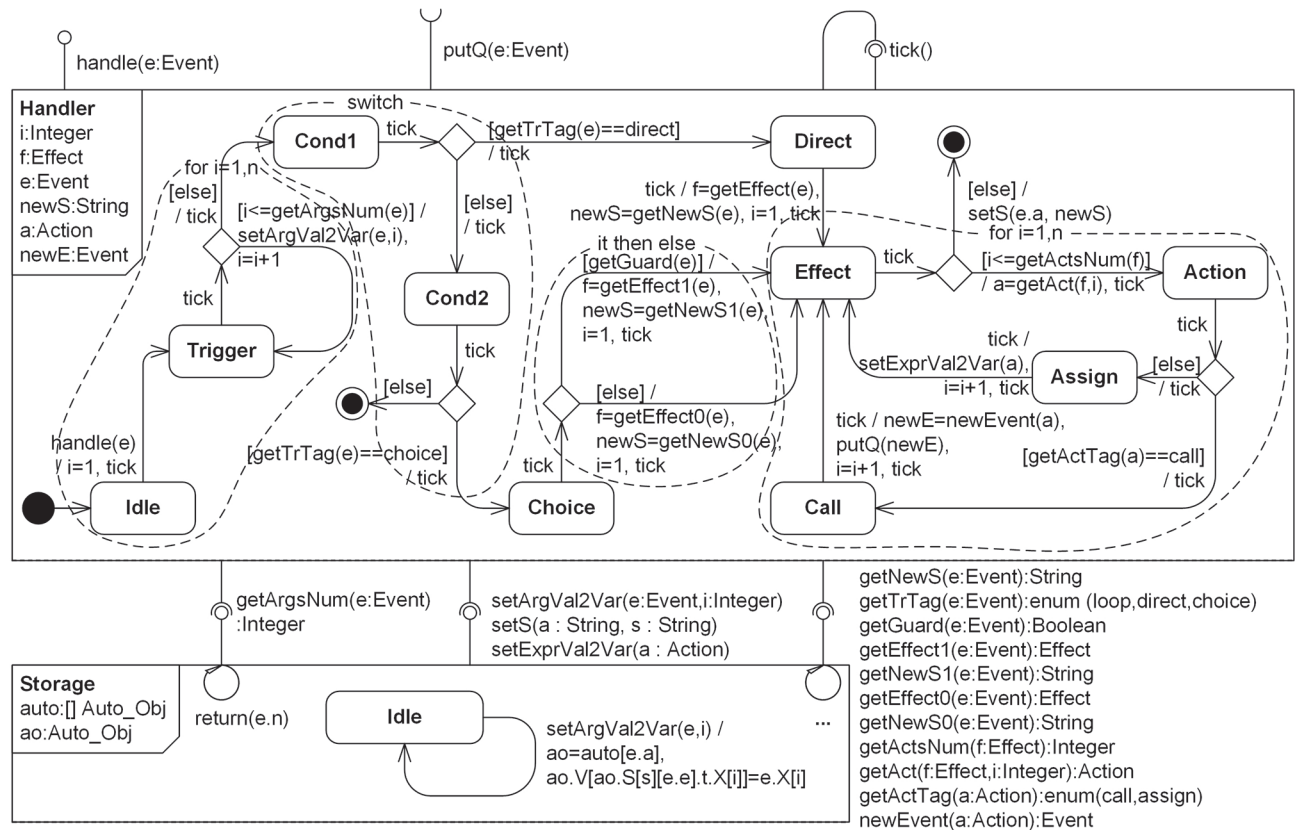 handle(e:Event)
putQ(e:Event)
tick()
Handler
i:Integer
f:Effect
e:Event
newS:String
a:Action
newE:Event
switch
Cond1
tick
[getTrTag(e)==direct]
/ tick
Direct
for i=1,n
[else]
/ tick
[i<=getArgsNum(e)] /
setArgVal2Var(e,i),
i=i+1
[else]
/ tick
tick / f=getEffect(e),
newS=getNewS(e), i=1, tick
[else] /
setS(e.a, newS)
for i=1,n
it then else
[getGuard(e)] /
f=getEffect1(e),
newS=getNewS1(e),
i=1, tick
Effect
tick
[i<=getActsNum(f)]
/ a=getAct(f,i), tick
Action
Cond2
tick
Trigger
tick
tick
tick /
setExprVal2Var(a),
i=i+1, tick
Assign
[else]
/ tick
[else]
[else] /
f=getEffect0(e),
newS=getNewS0(e),
i=1, tick
tick / newE=newEvent(a),
putQ(newE),
i=i+1, tick
handle(e)
/ i=1, tick
[getTrTag(e)==choice]
/ tick
tick
[getActTag(a)==call]
/ tick
Idle
Choice
Call
getArgsNum(e:Event)
:Integer
setArgVal2Var(e:Event,i:Integer)
setS(a : String, s : String)
setExprVal2Var(a : Action)
getNewS(e:Event):String
getTrTag(e:Event):enum (loop,direct,choice)
getGuard(e:Event):Boolean
getEffect1(e:Event):Effect
getNewS1(e:Event):String
getEffect0(e:Event):Effect
getNewS0(e:Event):String
getActsNum(f:Effect):Integer
getAct(f:Effect,i:Integer):Action
getActTag(a:Action):enum(call,assign)
newEvent(a:Action):Event
Storage
auto:[] Auto_Obj
ao:Auto_Obj
return(e.n)
Idle
setArgVal2Var(e,i) /
ao=auto[e.a],
ao.V[ao.S[s][e.e].t.X[i]]=e.X[i]
...